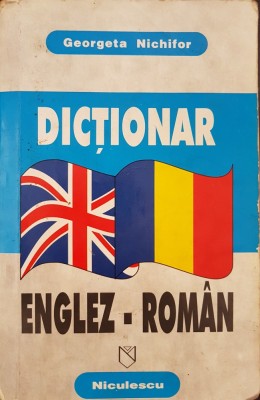 Georgeta Nichifor
DICȚIONAR
ENGLEZ - ROMÂN
Niculescu